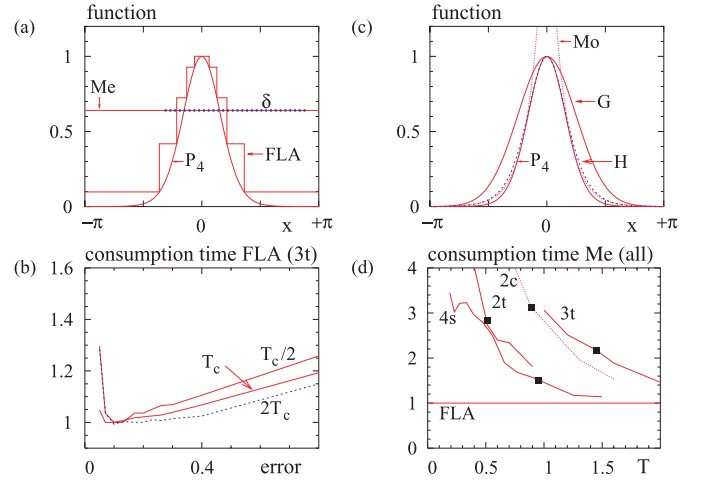 function
(a)
1
Me
δ
0.5
P4
FLA
0
−π
0
x
+π
function
(c)
1
Mo
G
0.5
P4
H
0
−π
0
x
+π
consumption time FLA (3t)
(b)
1.6
1.4
Tc
Tc/2
1.2
2Tc
1
0
0.4
error
consumption time Me (all)
(d)
4
2c
2t
3t
4s
3
2
1
FLA
0
0
0.5
1
1.5
T